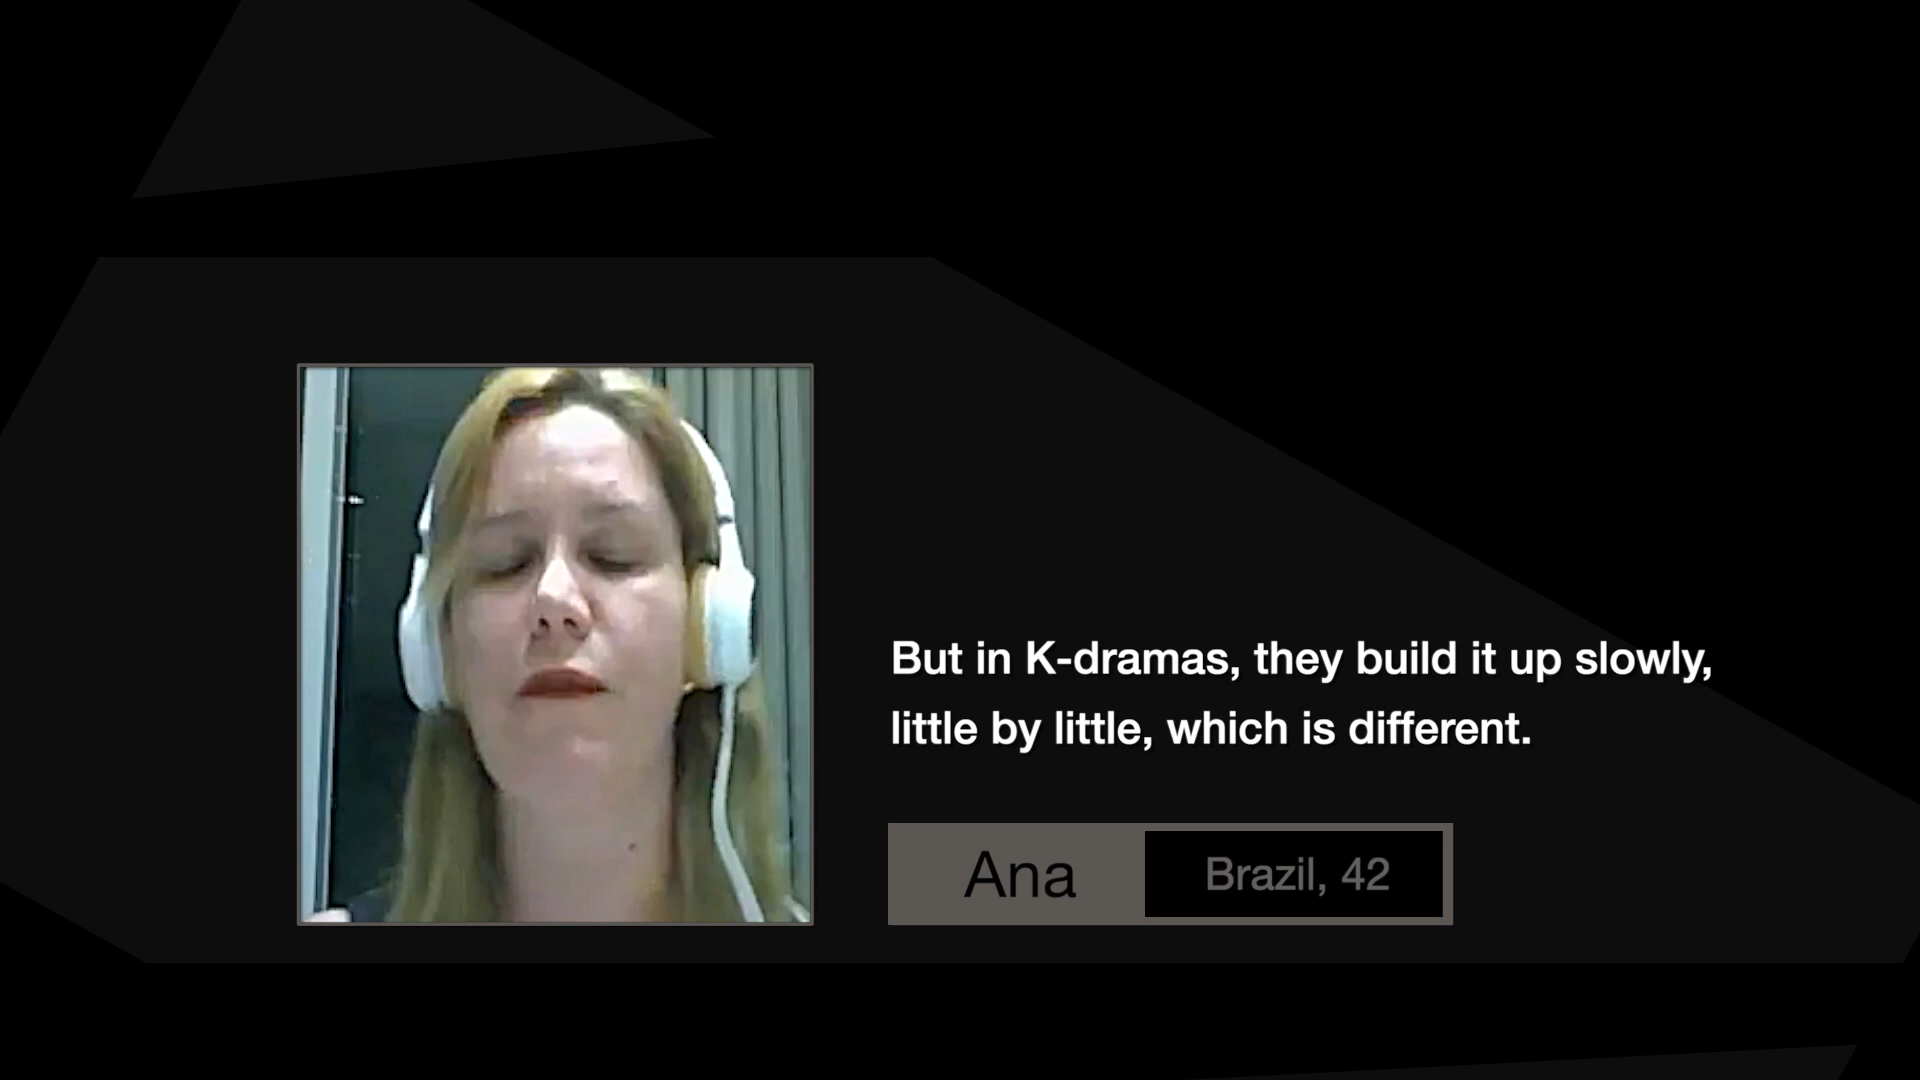 But in K-dramas, they build it up slowly,
little by little, which is different.
Ana
Brazil, 42